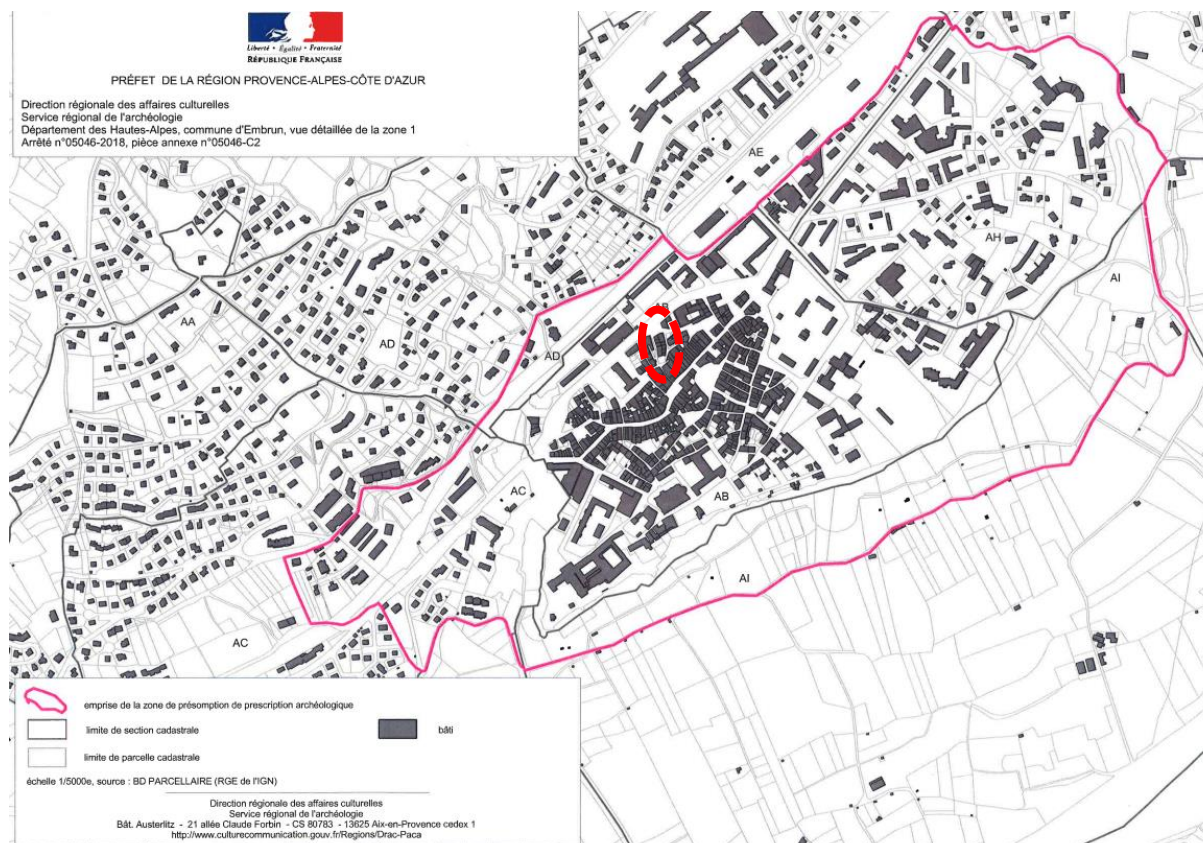 Liberté • Égalité • Fraternité
RÉPUBLIQUE FRANÇAISE
PRÉFET DE LA RÉGION PROVENCE-ALPES-CÔTE D'AZUR
Direction régionale des affaires culturelles
Service régional de l'archéologie
Département des Hautes-Alpes, commune d'Embrun, vue détaillée de la zone 1
Arrêté n°05046-2018, pièce annexe n°05046-C2
AE
AH
AI
AA
AD
AD
AB
AC
AB
AI
AC
emprise de la zone de présomption de prescription archéologique
limite de section cadastrale
bâti
limite de parcelle cadastrale
échelle 1/5000e, source : BD PARCELLAIRE (RGE de l'IGN)
Direction régionale des affaires culturelles
Service régional de l'archéologie
Bât. Austerlitz - 21 allée Claude Forbin - CS 80783 - 13625 Aix-en-Provence cedex 1
http://www.culturecommunication.gouv.fr/Regions/Drac-Paca